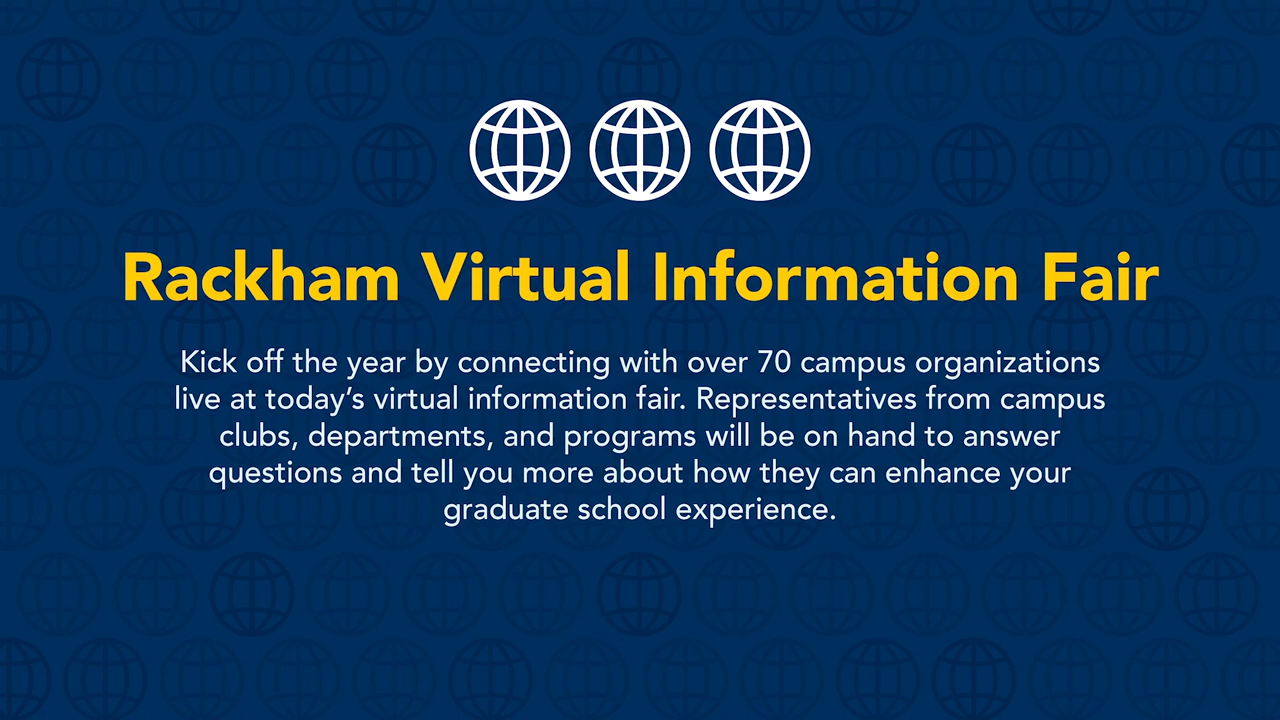 Rackham Virtual Information Fair
Kick off the year by connecting with over 70 campus organizations
live at today’s virtual information fair. Representatives from campus
clubs, departments, and programs will be on hand to answer
questions and tell you more about how they can enhance your
graduate school experience.